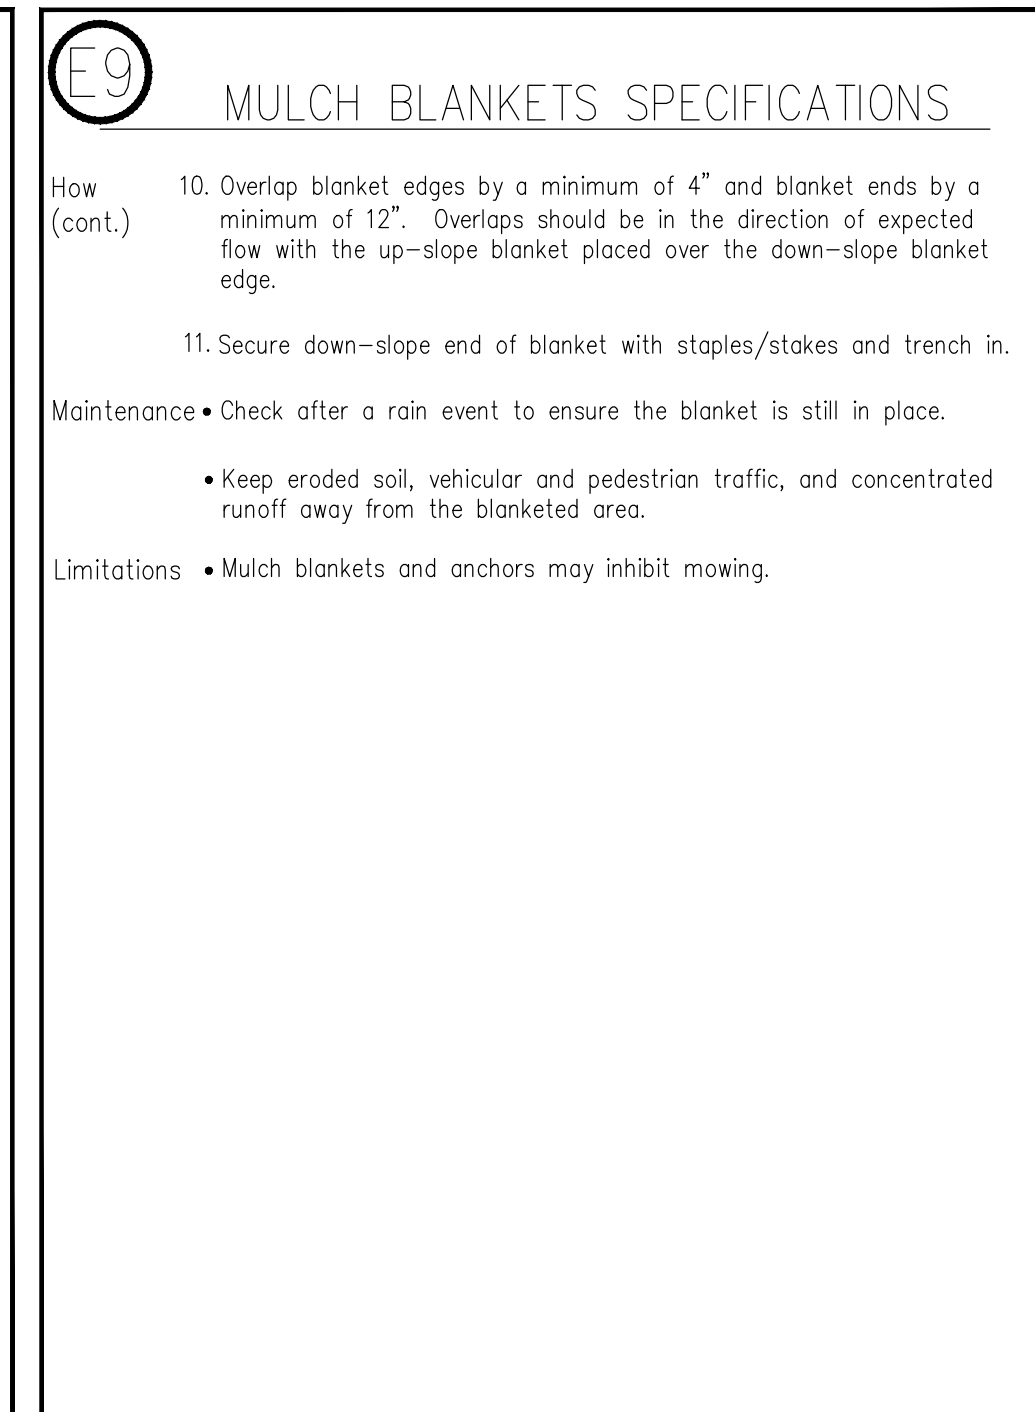 E9
MULCH BLANKETS SPECIFICATIONS
How
(cont.)
10. Overlap blanket edges by a minimum of 4” and blanket ends by a
minimum of 12”. Overlaps should be in the direction of expected
flow with the up-slope blanket placed over the down-slope blanket
edge.
11. Secure down-slope end of blanket with staples/stakes and trench in.
Maintenance • Check after a rain event to ensure the blanket is still in place.
• Keep eroded soil, vehicular and pedestrian traffic, and concentrated
runoff away from the blanketed area.
Limitations • Mulch blankets and anchors may inhibit mowing.